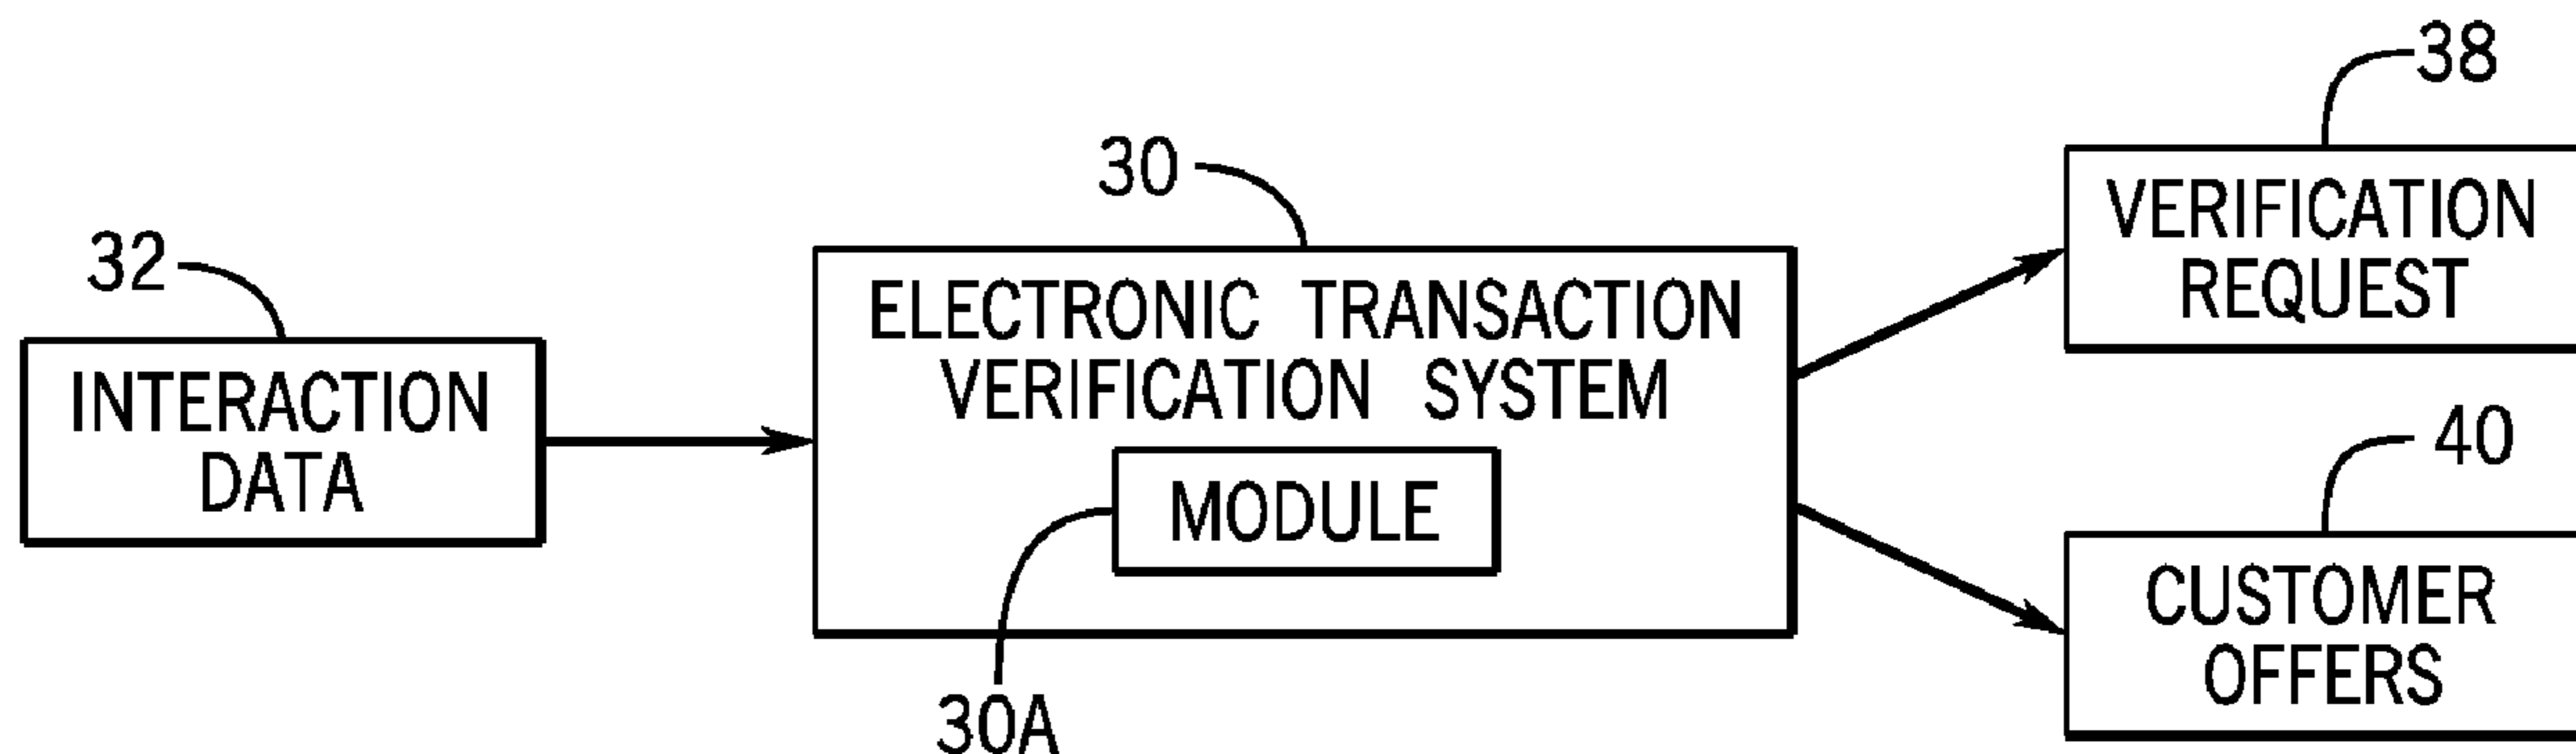 38
30
32
VERIFICATION
REQUEST
ELECTRONIC TRANSACTION
VERIFICATION SYSTEM
INTERACTION
DATA
40
MODULE
CUSTOMER
OFFERS
30A